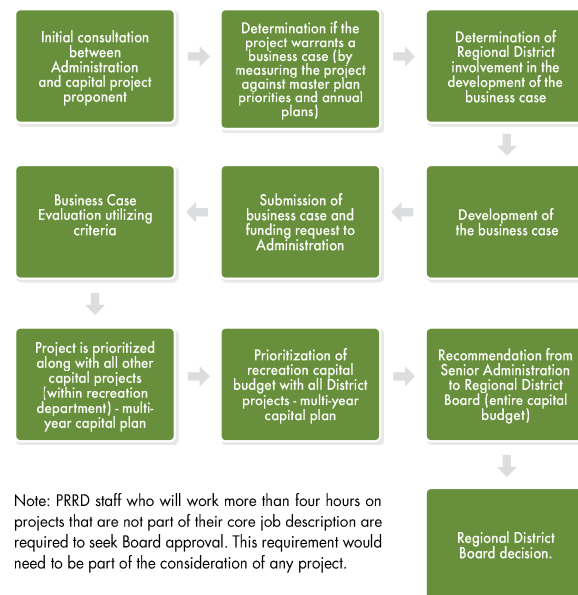 Initial consultation
between
Administration
and capital project
proponent
Determination if the
project warrants a
business case (by
measuring the project
against master plan
priorities and annual
plans)
Determination of
Regional District
involvement in the
development of the
business case
Development of
the business case
Submission of
business case and
funding request to
Administration
Business Case
Evaluation utilizing
criteria
Project is prioritized
along with all other
capital projects
(within recreation
department) - multi-
year capital plan
Prioritization of
recreation capital
budget with all District
projects - multi-year
capital plan
Recommendation from
Senior Administration
to Regional District
Board (entire capital
budget)
Regional District
Board decision.
Note: PRRD staff who will work more than four hours on
projects that are not part of their core job description are
required to seek Board approval. This requirement would
need to be part of the consideration of any project.